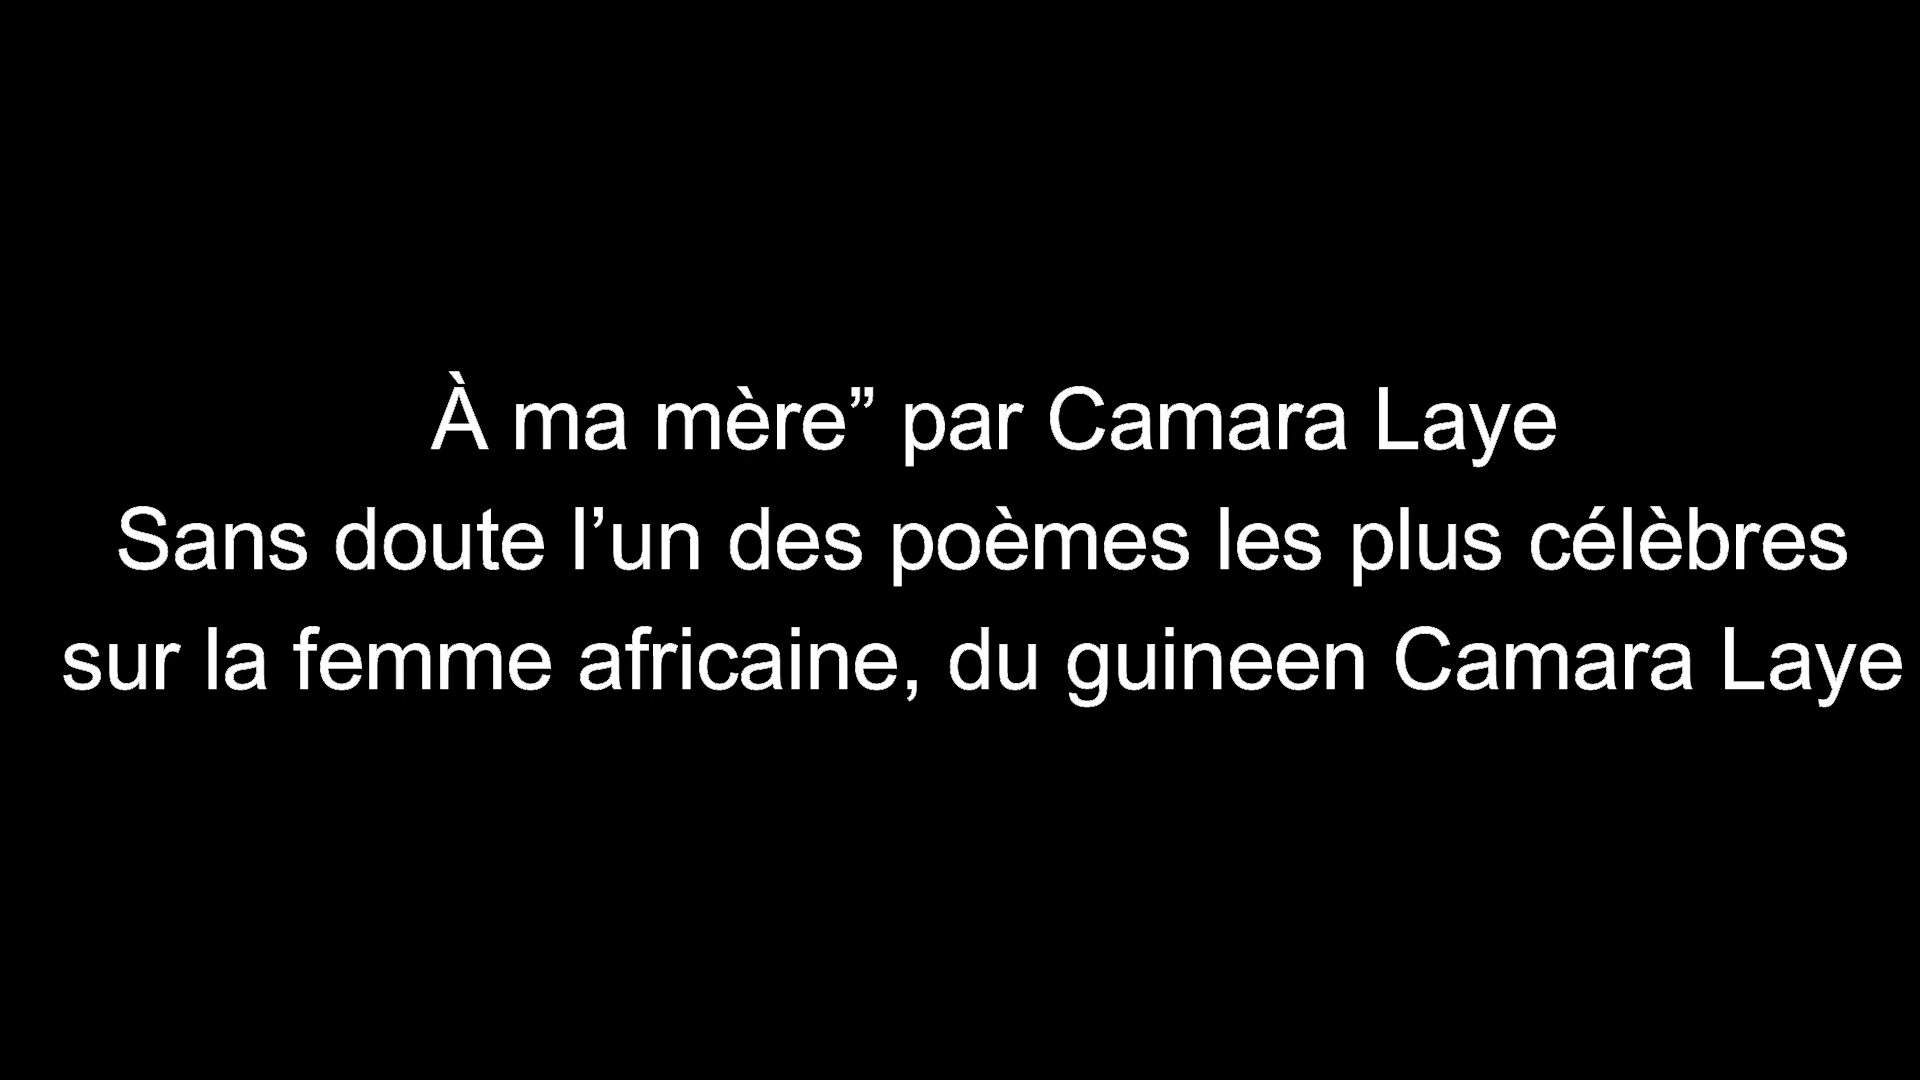 À ma mère” par Camara Laye
Sans doute l’un des poèmes les plus célèbres
sur la femme africaine, du guineen Camara Laye